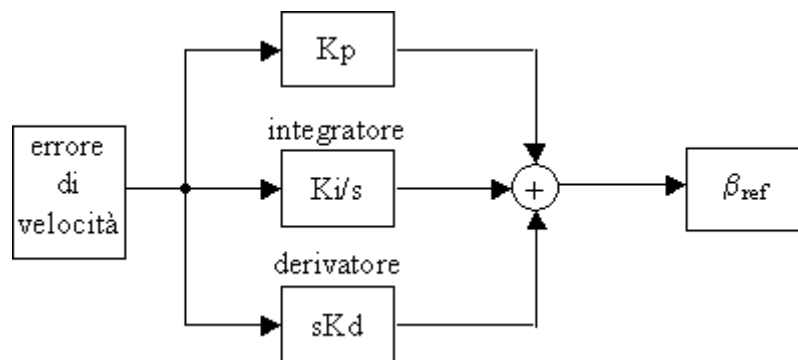 Kp
integratore
errore
di
velocità
Ki/s
+
βref
derivatore
sKd